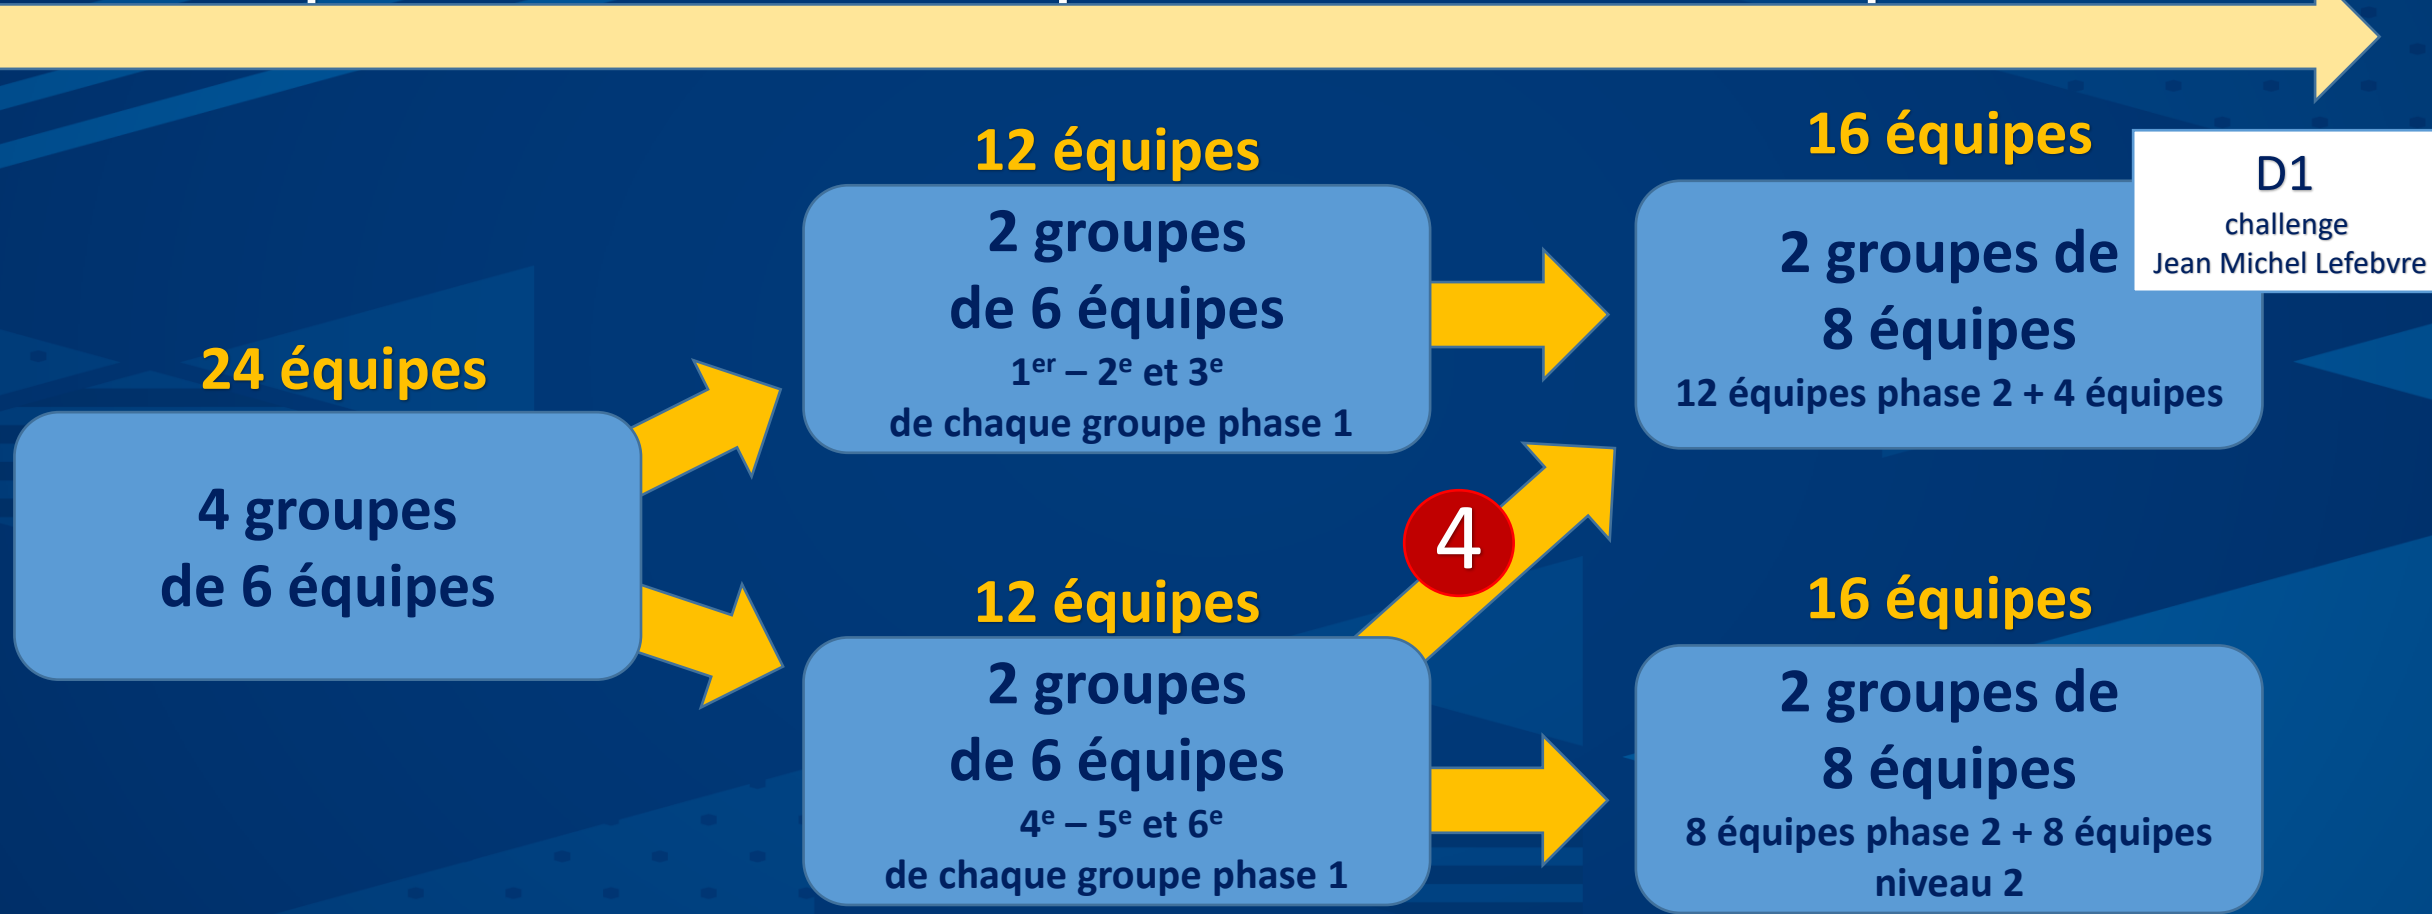 24 équipes
4 groupes
de 6 équipes
12 équipes
2 groupes
de 6 équipes
1er – 2e et 3e
de chaque groupe phase 1
12 équipes
2 groupes
de 6 équipes
4e – 5e et 6e
de chaque groupe phase 1
4
16 équipes
2 groupes de
8 équipes
12 équipes phase 2 + 4 équipes
D1
challenge
Jean Michel Lefebvre
16 équipes
2 groupes de
8 équipes
8 équipes phase 2 + 8 équipes
niveau 2